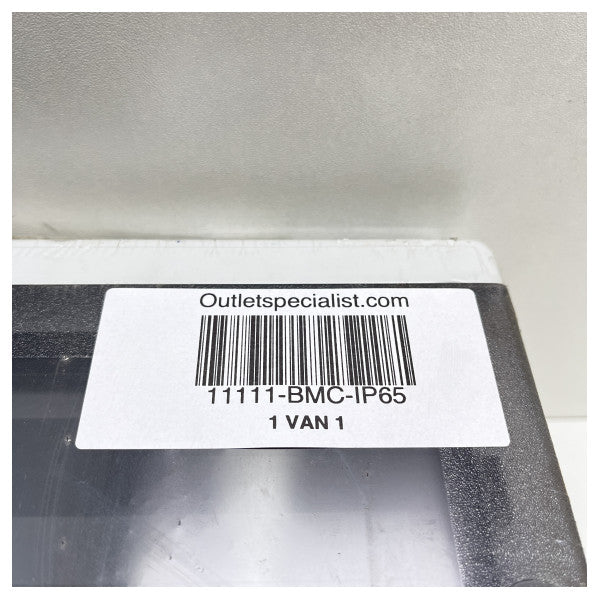 Outletspecialist.com
11111-BMC-IP65
1 VAN 1